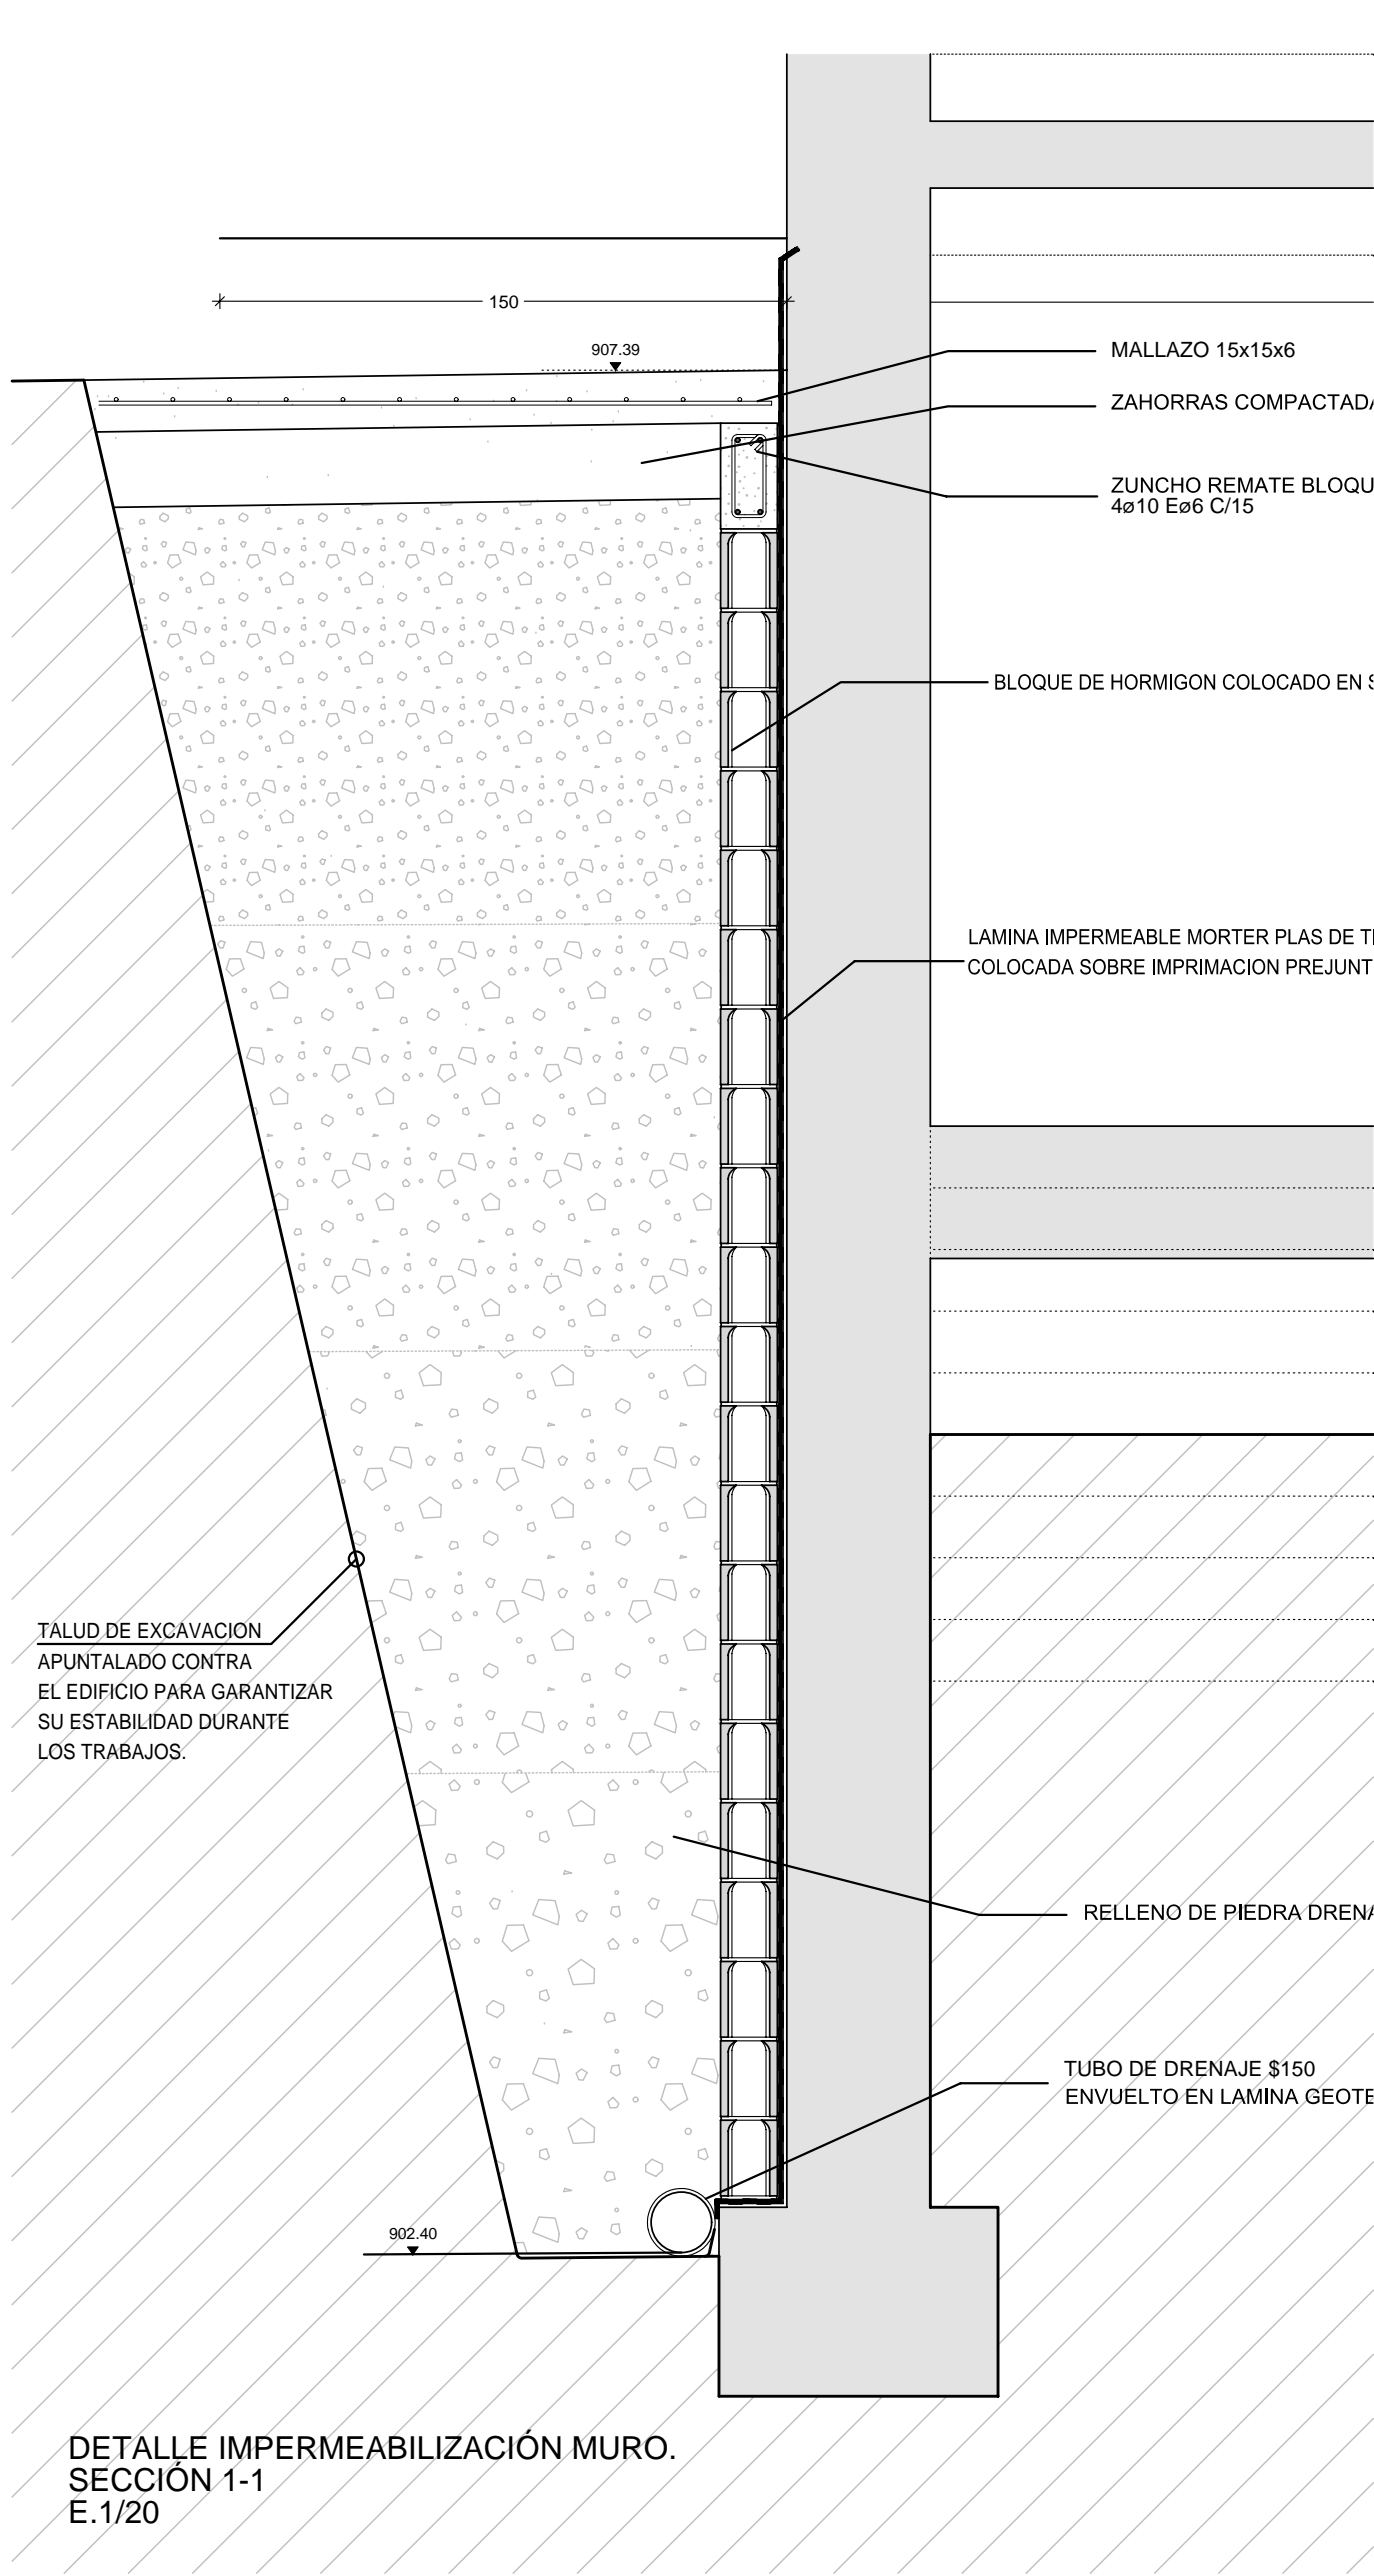 150
907.39
MALLAZO 15x15x6
ZAHORRAS COMPACTADA
ZUNCHO REMATE BLOQU
4ø10 Eø6 C/15
BLOQUE DE HORMIGON COLOCADO EN
LAMINA IMPERMEABLE MORTER PLAS DE
COLOCADA SOBRE IMPRIMACION PREJUNT
TALUD DE EXCAVACION
APUNTALADO CONTRA
EL EDIFICIO PARA GARANTIZAR
SU ESTABILIDAD DURANTE
LOS TRABAJOS.
RELLENO DE PIEDRA DRENA
TUBO DE DRENAJE $150
ENVUELTO EN LAMINA GEOTE
902.40
DETALLE IMPERMEABILIZACIÓN MURO.
SECCIÓN 1-1
E.1/20